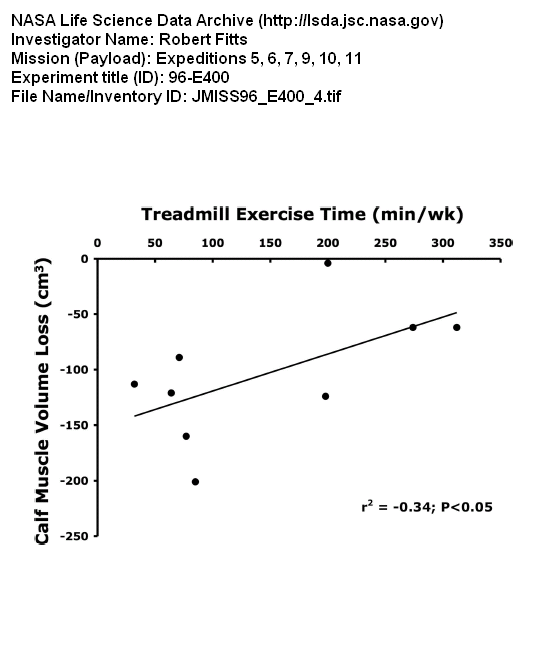 NASA Life Science Data Archive (http://lsda.jsc.nasa.gov)
Investigator Name: Robert Fitts
Mission (Payload): Expeditions 5, 6, 7, 9, 10, 11
Experiment title (ID): 96-E400
File Name/Inventory ID: JMISS96_E400_4.tif
Treadmill Exercise Time (min/wk)
0 50 100 150 200 250 300 350
Calf Muscle Volume Loss (cm³)
0
-50
-100
-150
-200
-250
r² = -0.34; P<0.05